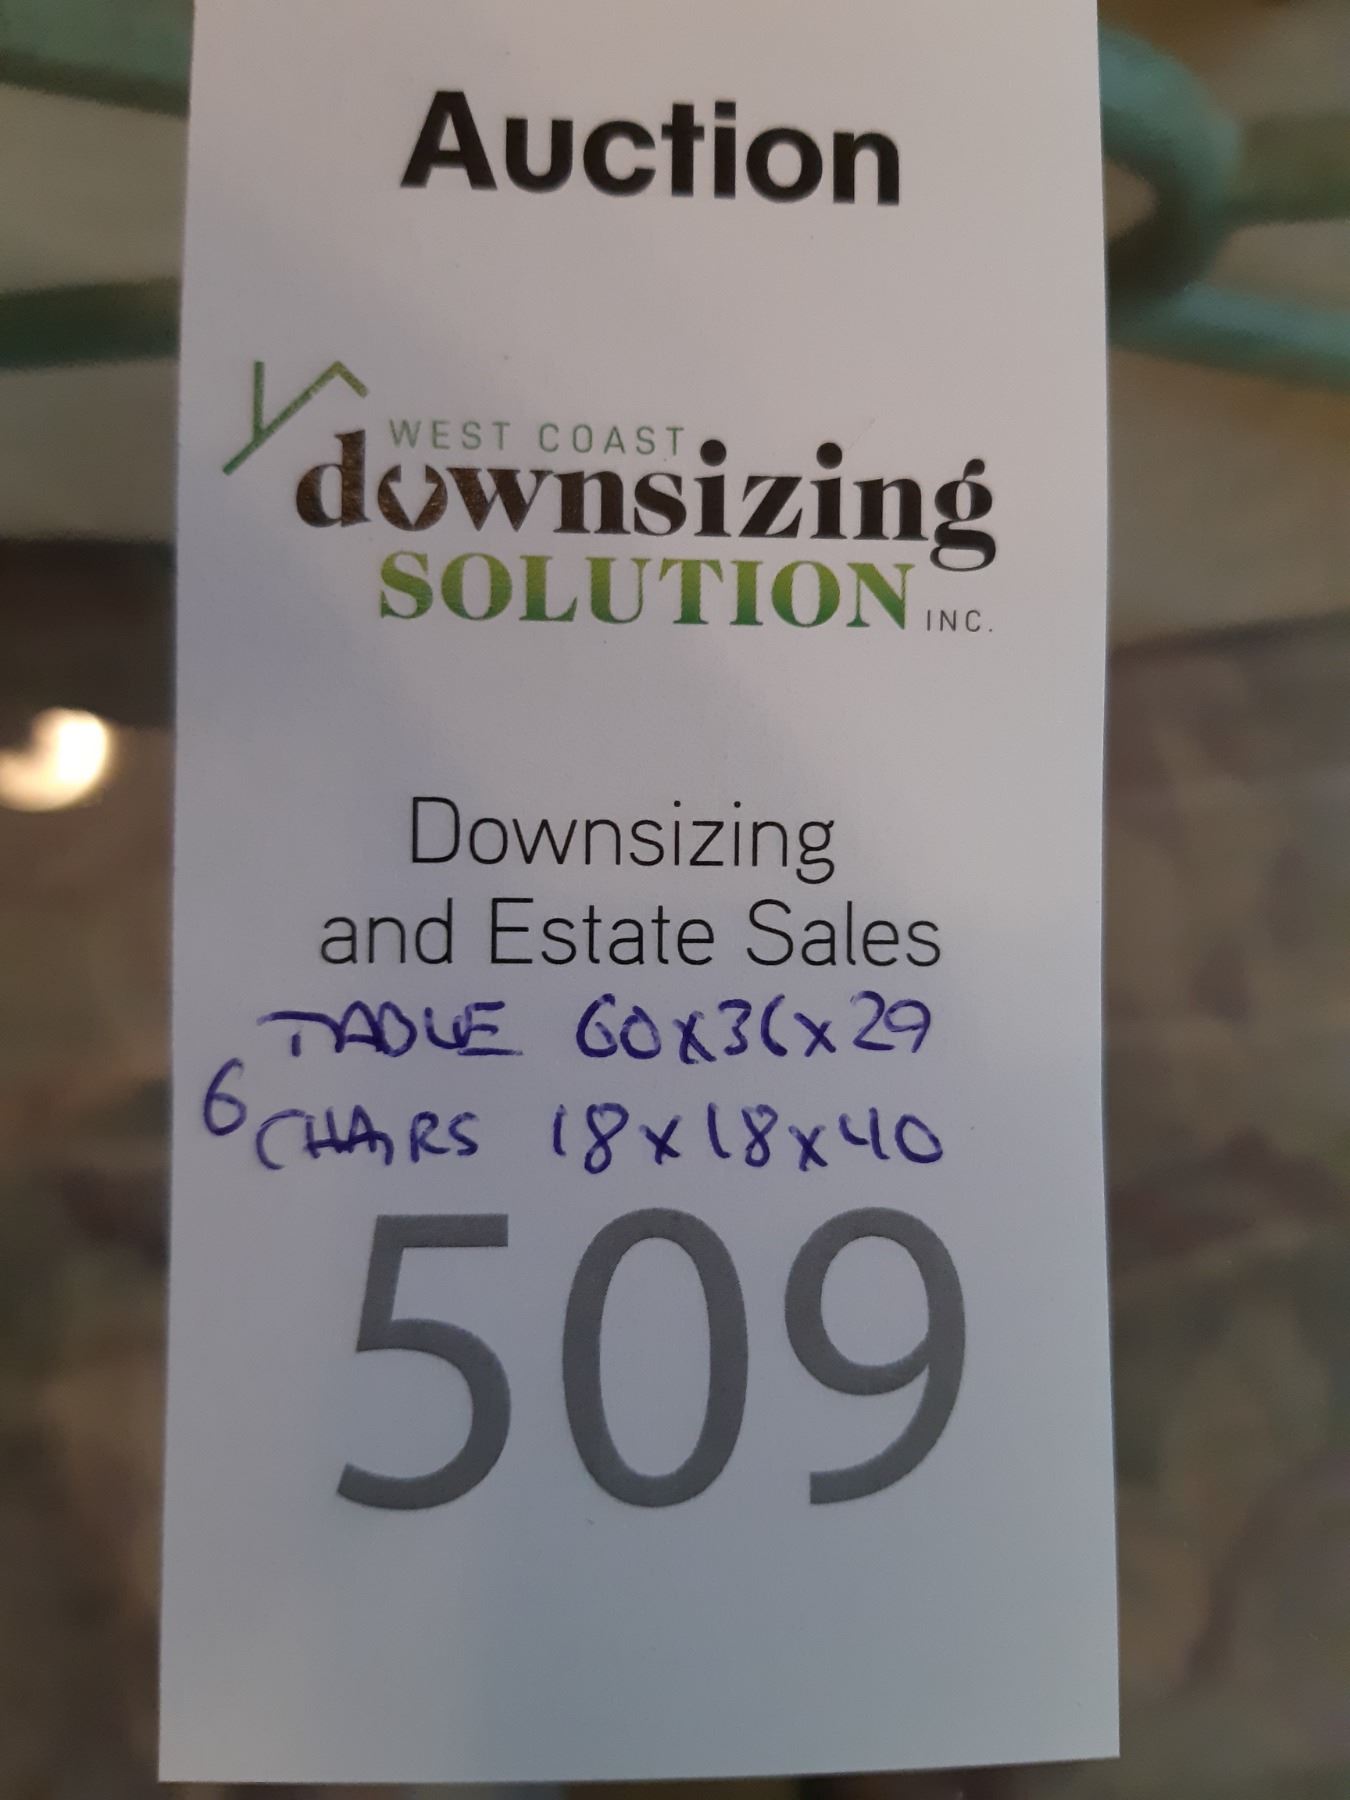 Auction
WEST COAST
downsizing
SOLUTION INC.
Downsizing
and Estate Sales
TABLE 60x36x29
6 CHAIRS 18x18x40
509